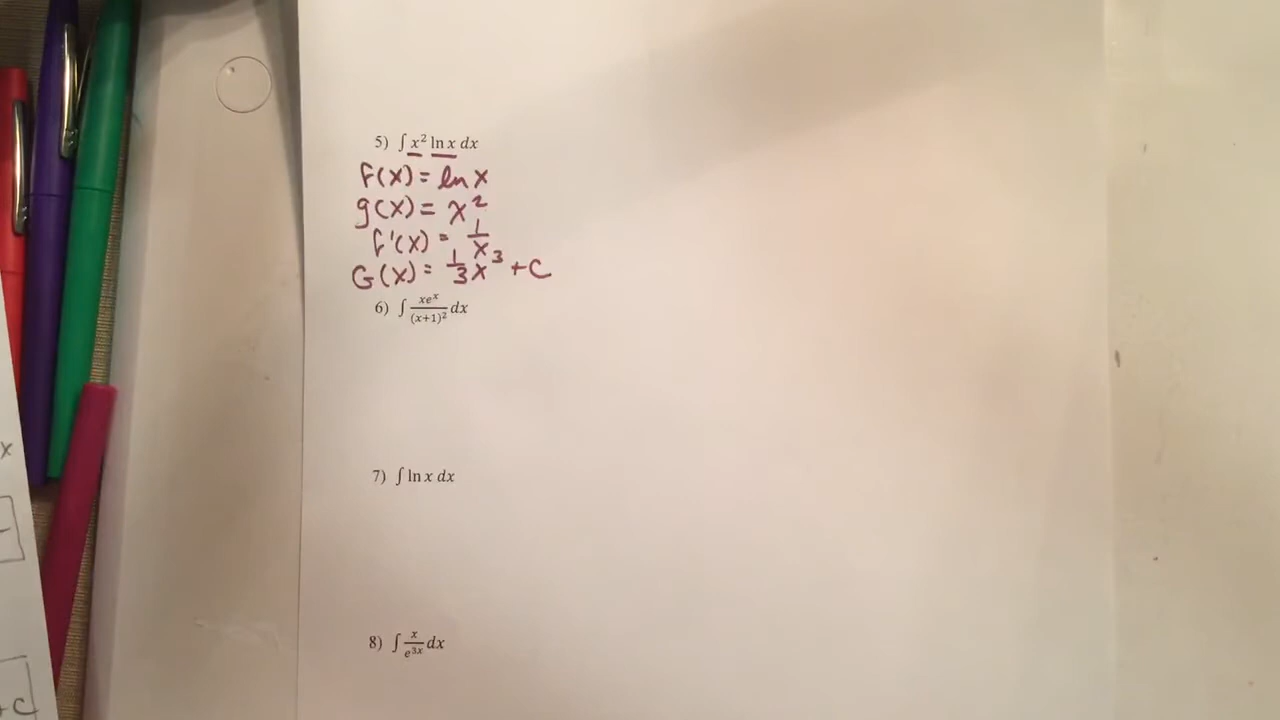 5) ∫ x² ln x dx
f(x) = ln x
g(x) = x²
f'(x) = 1/x
G(x) = 1/3 x³ + C
6) ∫ xeˣ/(x+1)² dx
7) ∫ ln x dx
8) ∫ x/e³ˣ dx
x
+C